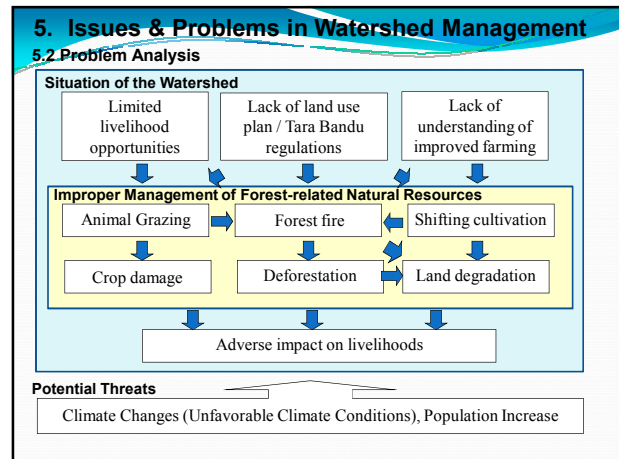 5. Issues & Problems in Watershed Management
5.2 Problem Analysis
Situation of the Watershed
Limited
livelihood
opportunities
Lack of land use
plan / Tara Bandu
regulations
Lack of
understanding of
improved farming
Improper Management of Forest-related Natural Resources
Animal Grazing
Forest fire
Shifting cultivation
Crop damage
Deforestation
Land degradation
Adverse impact on livelihoods
Potential Threats
Climate Changes (Unfavorable Climate Conditions), Population Increase